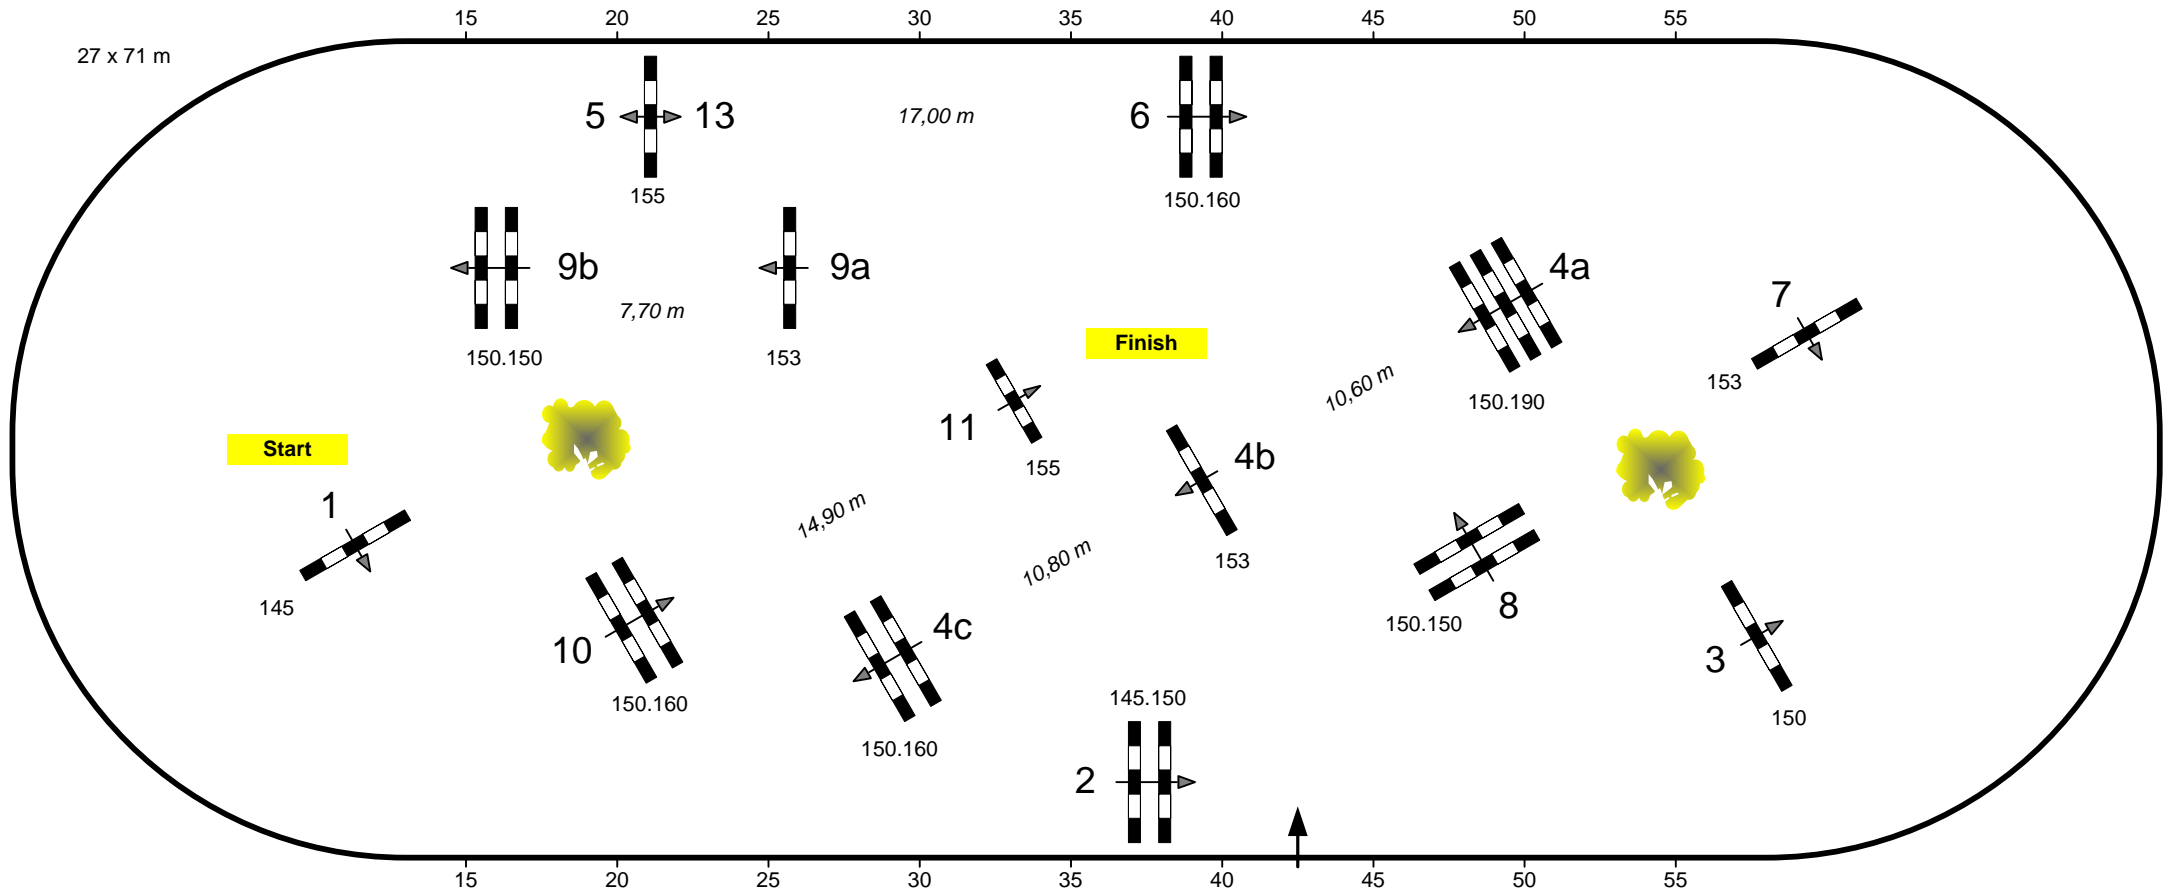 15 20 25 30 35 40 45 50 55
27 x 71 m
5 13 17,00 m 6
155 150.160
9b 9a 4a
7,70 m 7
150.150 153 Finish
10,60 m 153
150.190
11
Start 155 4b
1 14,90 m
10,80 m 153
145 8
150.150
10 4c 3
150.160 150
150.160 145.150
2
15 20 25 30 35 40 45 50 55